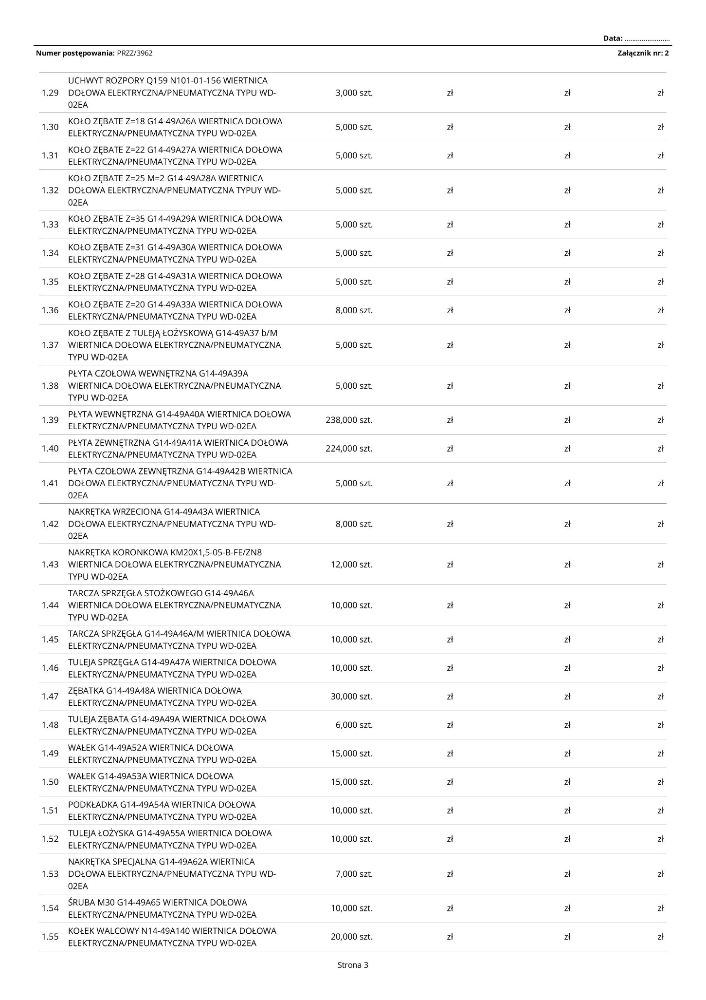 Data: ........................
Numer postępowania: PRZZ/3962 Załącznik nr: 2
UCHWYT ROZPORY Q159 N101-01-156 WIERTNICA
1.29 DOŁOWA ELEKTRYCZNA/PNEUMATYCZNA TYPU WD- 3,000 szt. zł zł zł
02EA
KOŁO ZĘBATE Z=18 G14-49A26A WIERTNICA DOŁOWA
1.30 5,000 szt. zł zł zł
ELEKTRYCZNA/PNEUMATYCZNA TYPU WD-02EA
KOŁO ZĘBATE Z=22 G14-49A27A WIERTNICA DOŁOWA
1.31 5,000 szt. zł zł zł
ELEKTRYCZNA/PNEUMATYCZNA TYPU WD-02EA
KOŁO ZĘBATE Z=25 M=2 G14-49A28A WIERTNICA
1.32 DOŁOWA ELEKTRYCZNA/PNEUMATYCZNA TYPUY WD- 5,000 szt. zł zł zł
02EA
KOŁO ZĘBATE Z=35 G14-49A29A WIERTNICA DOŁOWA
1.33 5,000 szt. zł zł zł
ELEKTRYCZNA/PNEUMATYCZNA TYPU WD-02EA
KOŁO ZĘBATE Z=31 G14-49A30A WIERTNICA DOŁOWA
1.34 5,000 szt. zł zł zł
ELEKTRYCZNA/PNEUMATYCZNA TYPU WD-02EA
KOŁO ZĘBATE Z=28 G14-49A31A WIERTNICA DOŁOWA
1.35 5,000 szt. zł zł zł
ELEKTRYCZNA/PNEUMATYCZNA TYPU WD-02EA
KOŁO ZĘBATE Z=20 G14-49A33A WIERTNICA DOŁOWA
1.36 8,000 szt. zł zł zł
ELEKTRYCZNA/PNEUMATYCZNA TYPU WD-02EA
KOŁO ZĘBATE Z TULEJĄ ŁOŻYSKOWĄ G14-49A37 b/M
1.37 WIERTNICA DOŁOWA ELEKTRYCZNA/PNEUMATYCZNA 5,000 szt. zł zł zł
TYPU WD-02EA
PŁYTA CZOŁOWA WEWNĘTRZNA G14-49A39A
1.38 WIERTNICA DOŁOWA ELEKTRYCZNA/PNEUMATYCZNA 5,000 szt. zł zł zł
TYPU WD-02EA
PŁYTA WEWNĘTRZNA G14-49A40A WIERTNICA DOŁOWA
1.39 238,000 szt. zł zł zł
ELEKTRYCZNA/PNEUMATYCZNA TYPU WD-02EA
PŁYTA ZEWNĘTRZNA G14-49A41A WIERTNICA DOŁOWA
1.40 224,000 szt. zł zł zł
ELEKTRYCZNA/PNEUMATYCZNA TYPU WD-02EA
PŁYTA CZOŁOWA ZEWNĘTRZNA G14-49A42B WIERTNICA
1.41 DOŁOWA ELEKTRYCZNA/PNEUMATYCZNA TYPU WD- 5,000 szt. zł zł zł
02EA
NAKRĘTKA WRZECIONA G14-49A43A WIERTNICA
1.42 DOŁOWA ELEKTRYCZNA/PNEUMATYCZNA TYPU WD- 8,000 szt. zł zł zł
02EA
NAKRĘTKA KORONKOWA KM20X1,5-05-B-FE/ZN8
1.43 WIERTNICA DOŁOWA ELEKTRYCZNA/PNEUMATYCZNA 12,000 szt. zł zł zł
TYPU WD-02EA
TARCZA SPRZĘGŁA STOŻKOWEGO G14-49A46A
1.44 WIERTNICA DOŁOWA ELEKTRYCZNA/PNEUMATYCZNA 10,000 szt. zł zł zł
TYPU WD-02EA
TARCZA SPRZĘGŁA G14-49A46A/M WIERTNICA DOŁOWA
1.45 10,000 szt. zł zł zł
ELEKTRYCZNA/PNEUMATYCZNA TYPU WD-02EA
TULEJA SPRZĘGŁA G14-49A47A WIERTNICA DOŁOWA
1.46 10,000 szt. zł zł zł
ELEKTRYCZNA/PNEUMATYCZNA TYPU WD-02EA
ZĘBATKA G14-49A48A WIERTNICA DOŁOWA
1.47 30,000 szt. zł zł zł
ELEKTRYCZNA/PNEUMATYCZNA TYPU WD-02EA
TULEJA ZĘBATA G14-49A49A WIERTNICA DOŁOWA
1.48 6,000 szt. zł zł zł
ELEKTRYCZNA/PNEUMATYCZNA TYPU WD-02EA
WAŁEK G14-49A52A WIERTNICA DOŁOWA
1.49 15,000 szt. zł zł zł
ELEKTRYCZNA/PNEUMATYCZNA TYPU WD-02EA
WAŁEK G14-49A53A WIERTNICA DOŁOWA
1.50 15,000 szt. zł zł zł
ELEKTRYCZNA/PNEUMATYCZNA TYPU WD-02EA
PODKŁADKA G14-49A54A WIERTNICA DOŁOWA
1.51 10,000 szt. zł zł zł
ELEKTRYCZNA/PNEUMATYCZNA TYPU WD-02EA
TULEJA ŁOŻYSKA G14-49A55A WIERTNICA DOŁOWA
1.52 10,000 szt. zł zł zł
ELEKTRYCZNA/PNEUMATYCZNA TYPU WD-02EA
NAKRĘTKA SPECJALNA G14-49A62A WIERTNICA
1.53 DOŁOWA ELEKTRYCZNA/PNEUMATYCZNA TYPU WD- 7,000 szt. zł zł zł
02EA
ŚRUBA M30 G14-49A65 WIERTNICA DOŁOWA
1.54 10,000 szt. zł zł zł
ELEKTRYCZNA/PNEUMATYCZNA TYPU WD-02EA
KOŁEK WALCOWY N14-49A140 WIERTNICA DOŁOWA
1.55 20,000 szt. zł zł zł
ELEKTRYCZNA/PNEUMATYCZNA TYPU WD-02EA
Strona 3